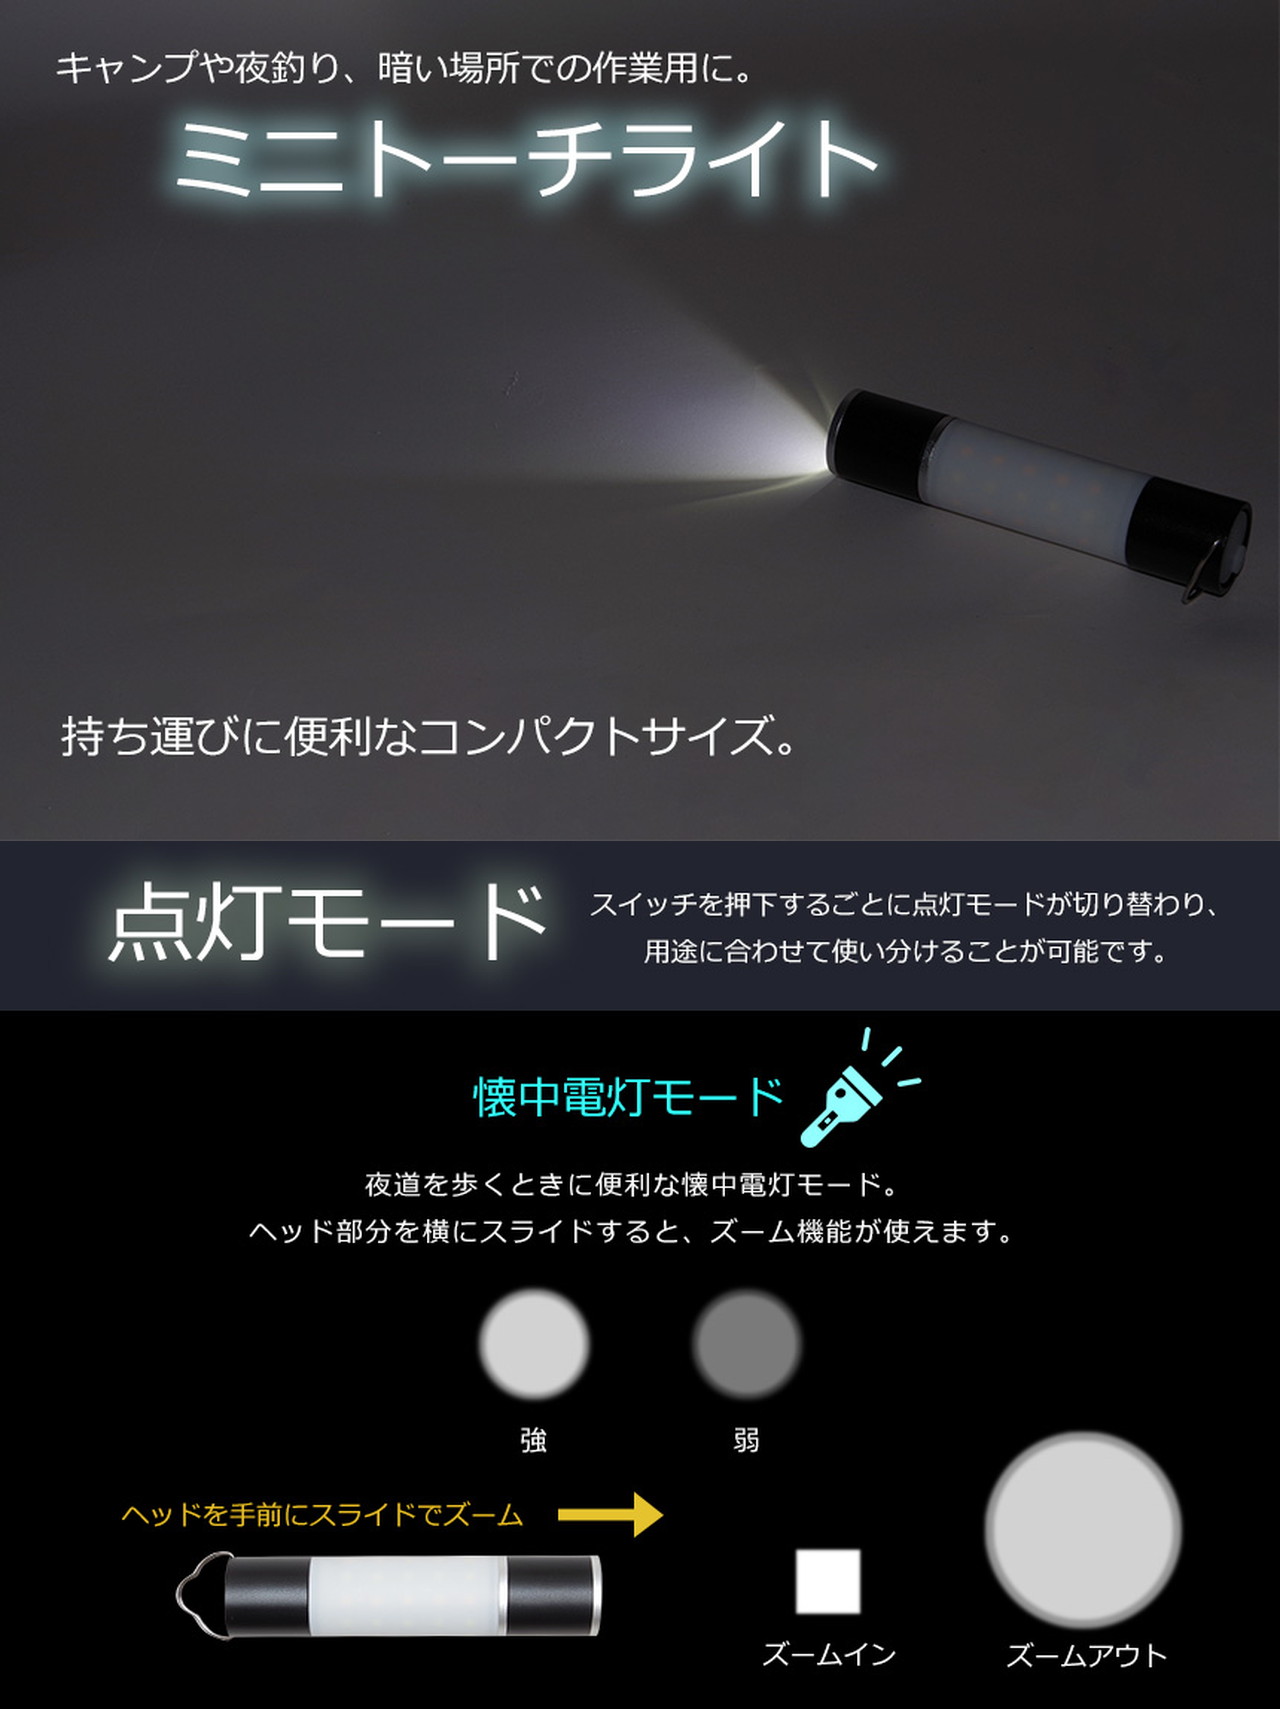 キャンプや夜釣り、暗い場所での作業用に。
ミニトーチライト
持ち運びに便利なコンパクトサイズ。
点灯モード
スイッチを押下するごとに点灯モードが切り替わり、
用途に合わせて使い分けることが可能です。
懐中電灯モード
夜道を歩くときに便利な懐中電灯モード。
ヘッド部分を横にスライドすると、ズーム機能が使えます。
強
弱
ヘッドを手前にスライドでズーム
ズームイン
ズームアウト